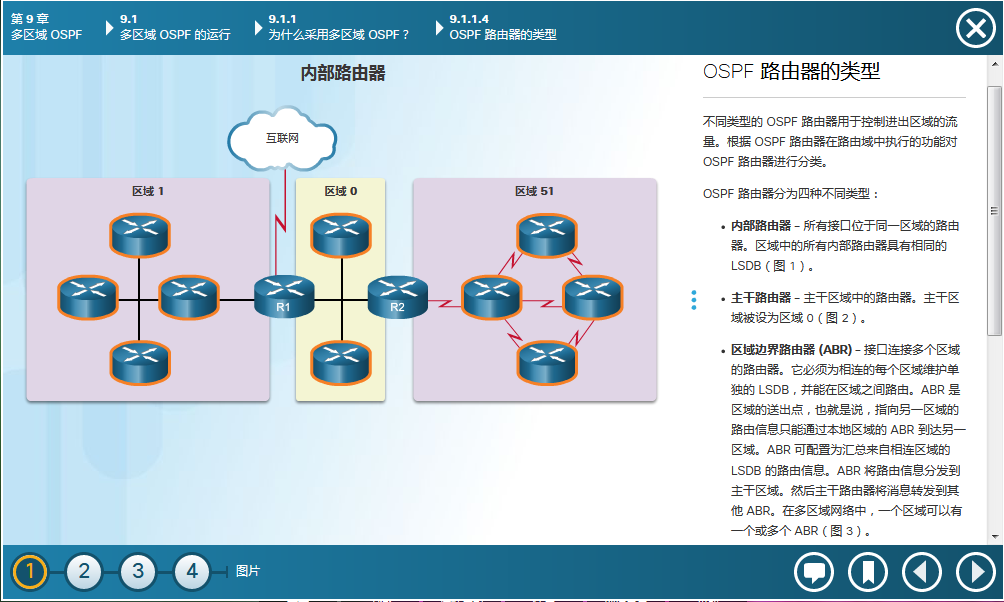 第 9 章
多区域 OSPF
9.1
多区域 OSPF 的运行
9.1.1
为什么采用多区域 OSPF？
9.1.1.4
OSPF 路由器的类型
内部路由器
互联网
区域 1
区域 0
区域 51
R1
R2
OSPF 路由器的类型
不同类型的 OSPF 路由器用于控制进出区域的流
量。根据 OSPF 路由器在路由域中执行的功能对
OSPF 路由器进行分类。
OSPF 路由器分为四种不同类型：
• 内部路由器 – 所有接口位于同一区域的路由
器。区域中的所有内部路由器具有相同的
LSDB（图 1）。
• 主干路由器 – 主干区域中的路由器。主干区
域被设为区域 0（图 2）。
• 区域边界路由器 (ABR) – 接口连接多个区域
的路由器。它必须为相连的每个区域维护单
独的 LSDB，并能在区域之间路由。ABR 是
区域的送出点，也就是说，指向另一区域的
路由信息只能通过本地区域的 ABR 到达另一
区域。ABR 可配置为汇总来自相连区域的
LSDB 的路由信息。ABR 将路由信息分发到
主干区域。然后主干路由器将消息转发到其
他 ABR。在多区域网络中，一个区域可以有
一个或多个 ABR（图 3）。
1 2 3 4 图片